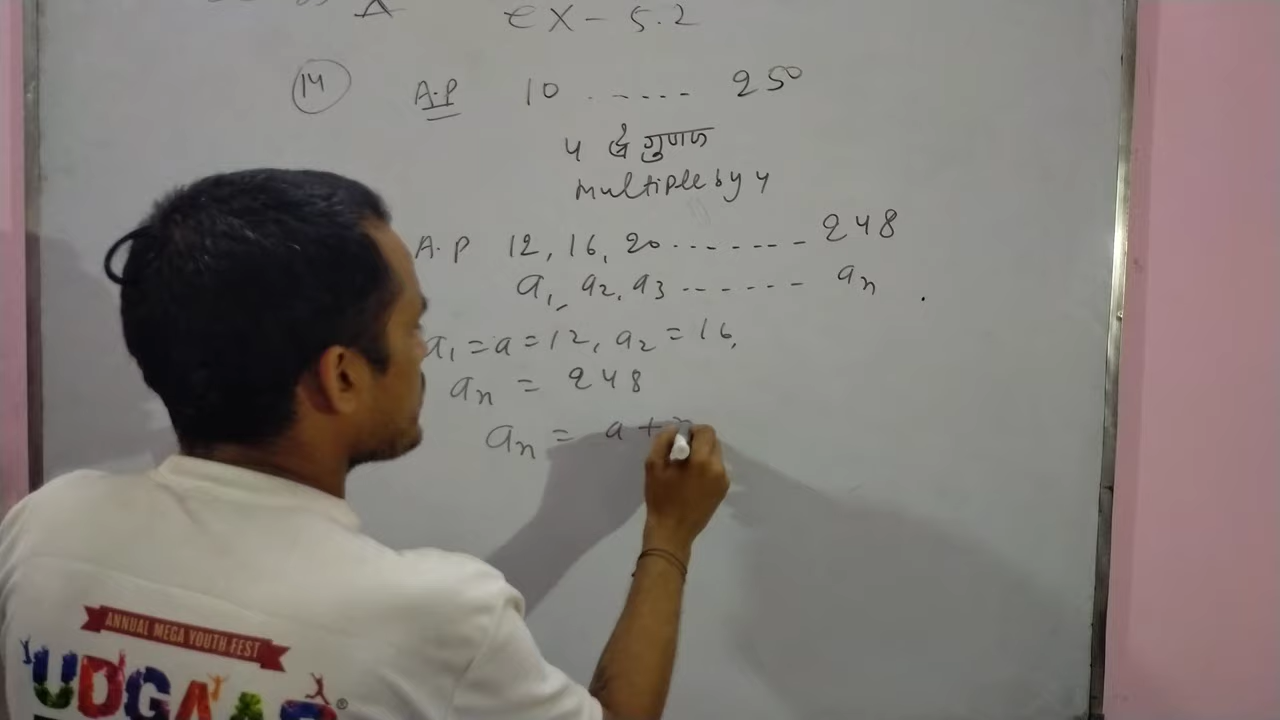 ex - 5.2
14 A.P 10 ...... 250
4 के गुणज
multiple by 4
A.P 12, 16, 20 ....... 248
a1, a2, a3 ...... an
a1 = a = 12, a2 = 16,
an = 248
an = a +
ANNUAL MEGA YOUTH FEST
UDGAA